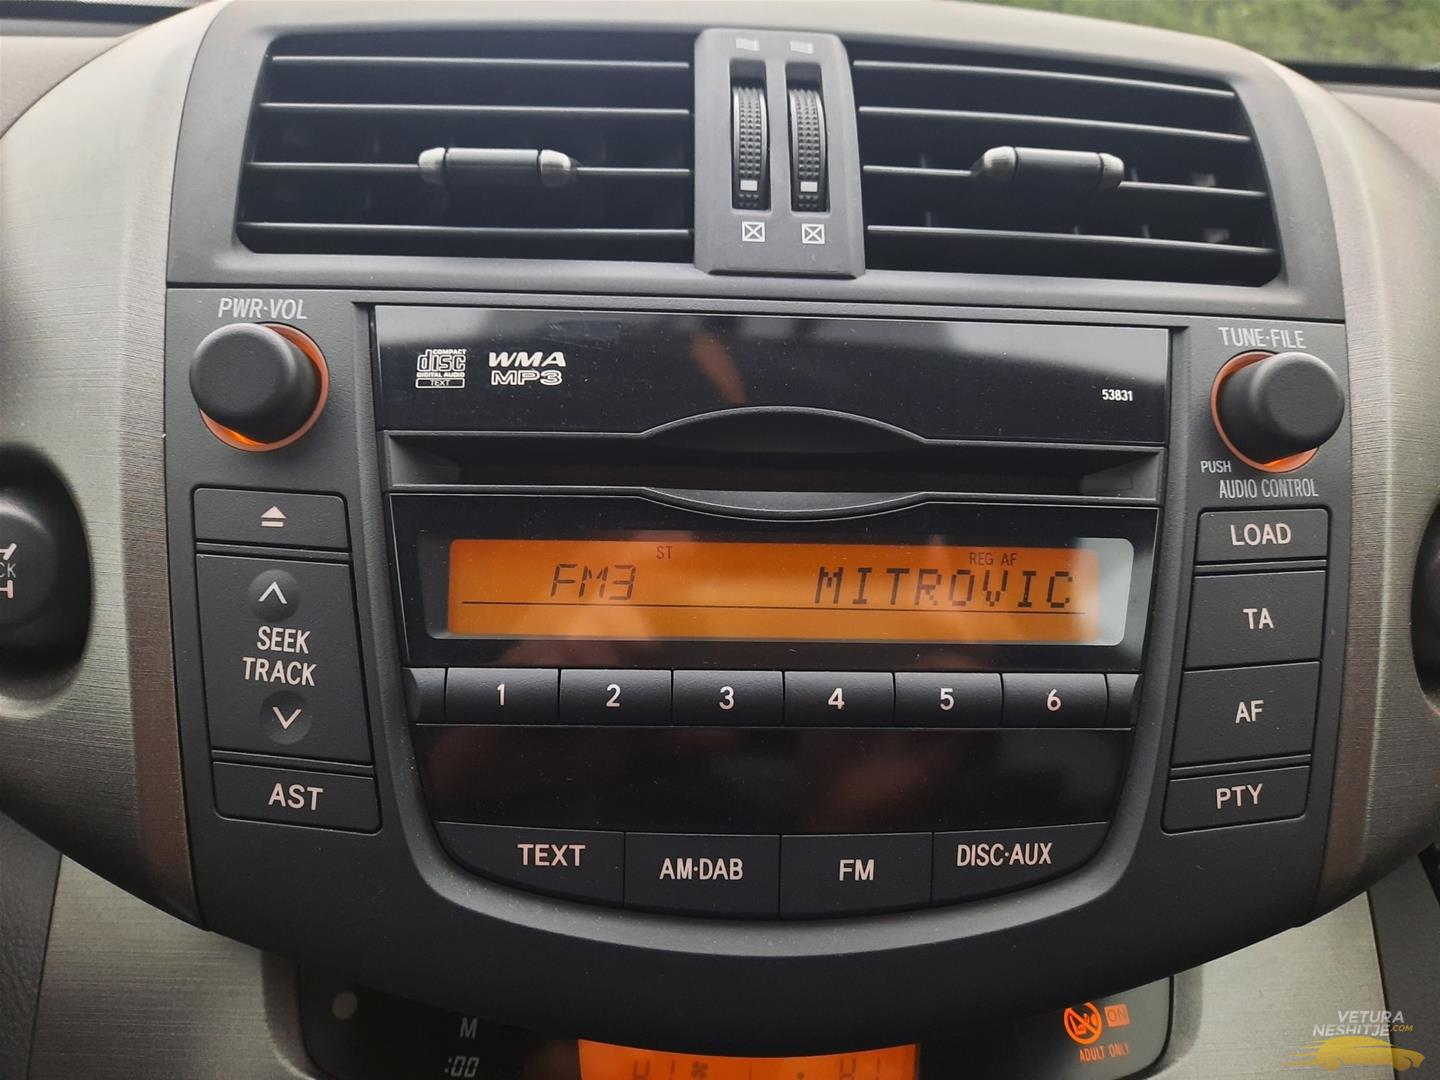 PWR·VOL
COMPACT
disc
DIGITAL AUDIO
TEXT
WMA
MP3
53831
TUNE·FILE
PUSH
AUDIO CONTROL
LOAD
ST
REG AF
FM3
MITROVIC
TA
SEEK
TRACK
1
2
3
4
5
6
AF
AST
PTY
TEXT
AM·DAB
FM
DISC·AUX
M
:00
ON
ADULT ONLY
VETURA
NESHITJE.COM